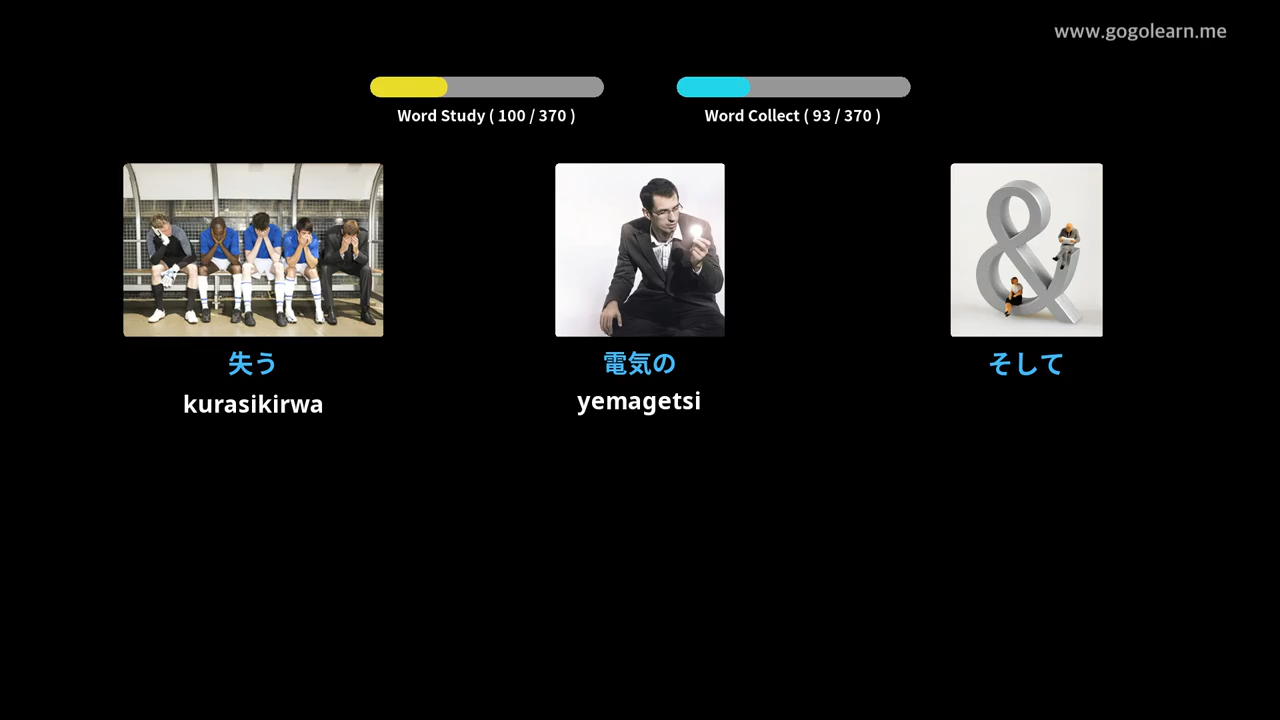 www.gogolearn.me
Word Study ( 100 / 370 )
Word Collect ( 93 / 370 )
失う
電気の
そして
kurasikirwa
yemagetsi